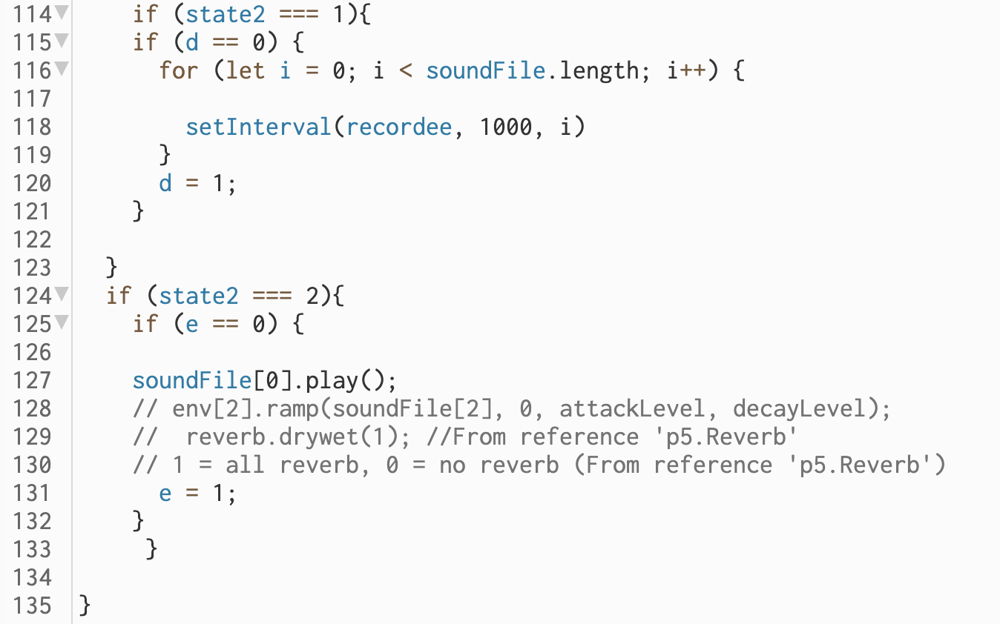 114 if (state2 === 1){
115 if (d == 0) {
116 for (let i = 0; i < soundFile.length; i++) {
117
118 setInterval(recordee, 1000, i)
119 }
120 d = 1;
121 }
122
123 }
124 if (state2 === 2){
125 if (e == 0) {
126
127 soundFile[0].play();
128 // env[2].ramp(soundFile[2], 0, attackLevel, decayLevel);
129 //  reverb.drywet(1); //From reference 'p5.Reverb'
130 // 1 = all reverb, 0 = no reverb (From reference 'p5.Reverb')
131 e = 1;
132 }
133 }
134
135 }